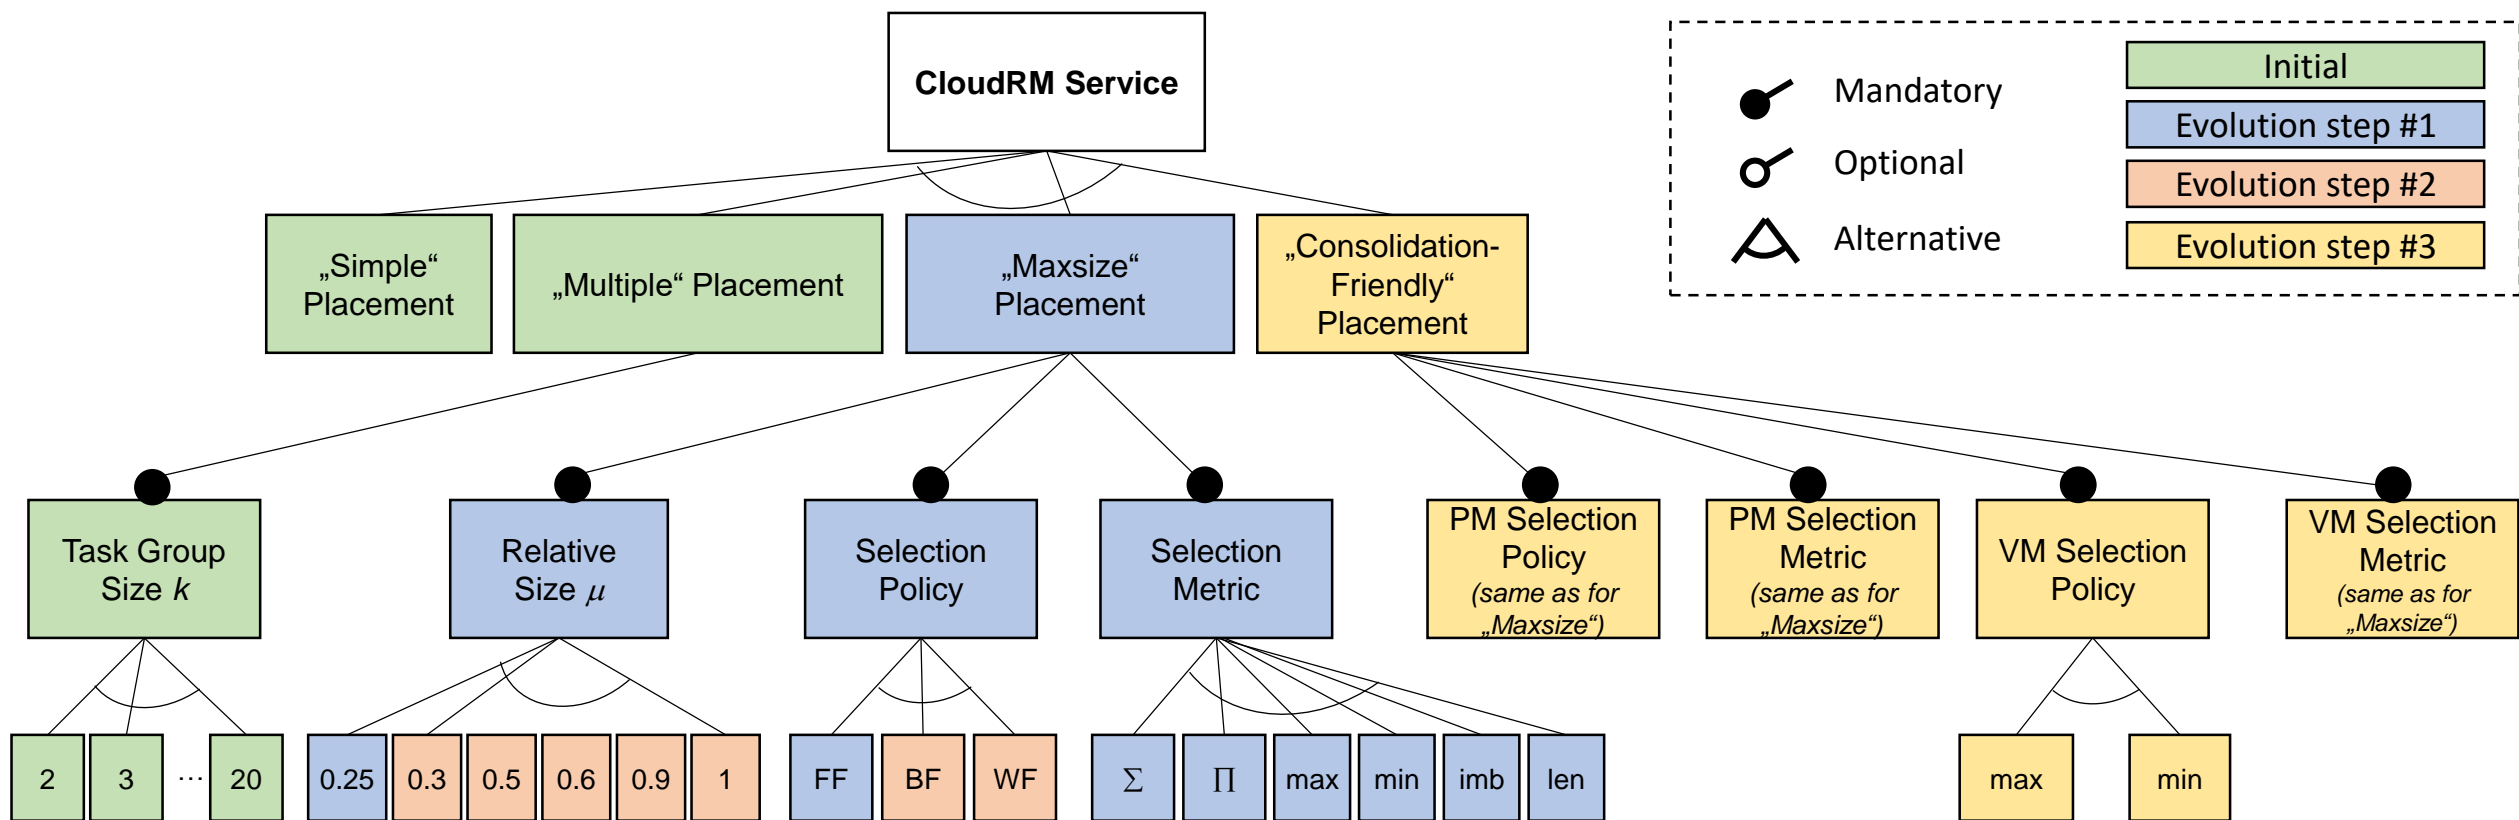 CloudRM Service
Mandatory
Optional
Alternative
Initial
Evolution step #1
Evolution step #2
Evolution step #3
„Simple“
Placement
„Multiple“ Placement
„Maxsize“
Placement
„Consolidation-
Friendly“
Placement
Task Group
Size k
Relative
Size μ
Selection
Policy
Selection
Metric
PM Selection
Policy
(same as for
„Maxsize“)
PM Selection
Metric
(same as for
„Maxsize“)
VM Selection
Policy
VM Selection
Metric
(same as for
„Maxsize“)
2
3
...
20
0.25
0.3
0.5
0.6
0.9
1
FF
BF
WF
Σ
Π
max
min
imb
len
max
min